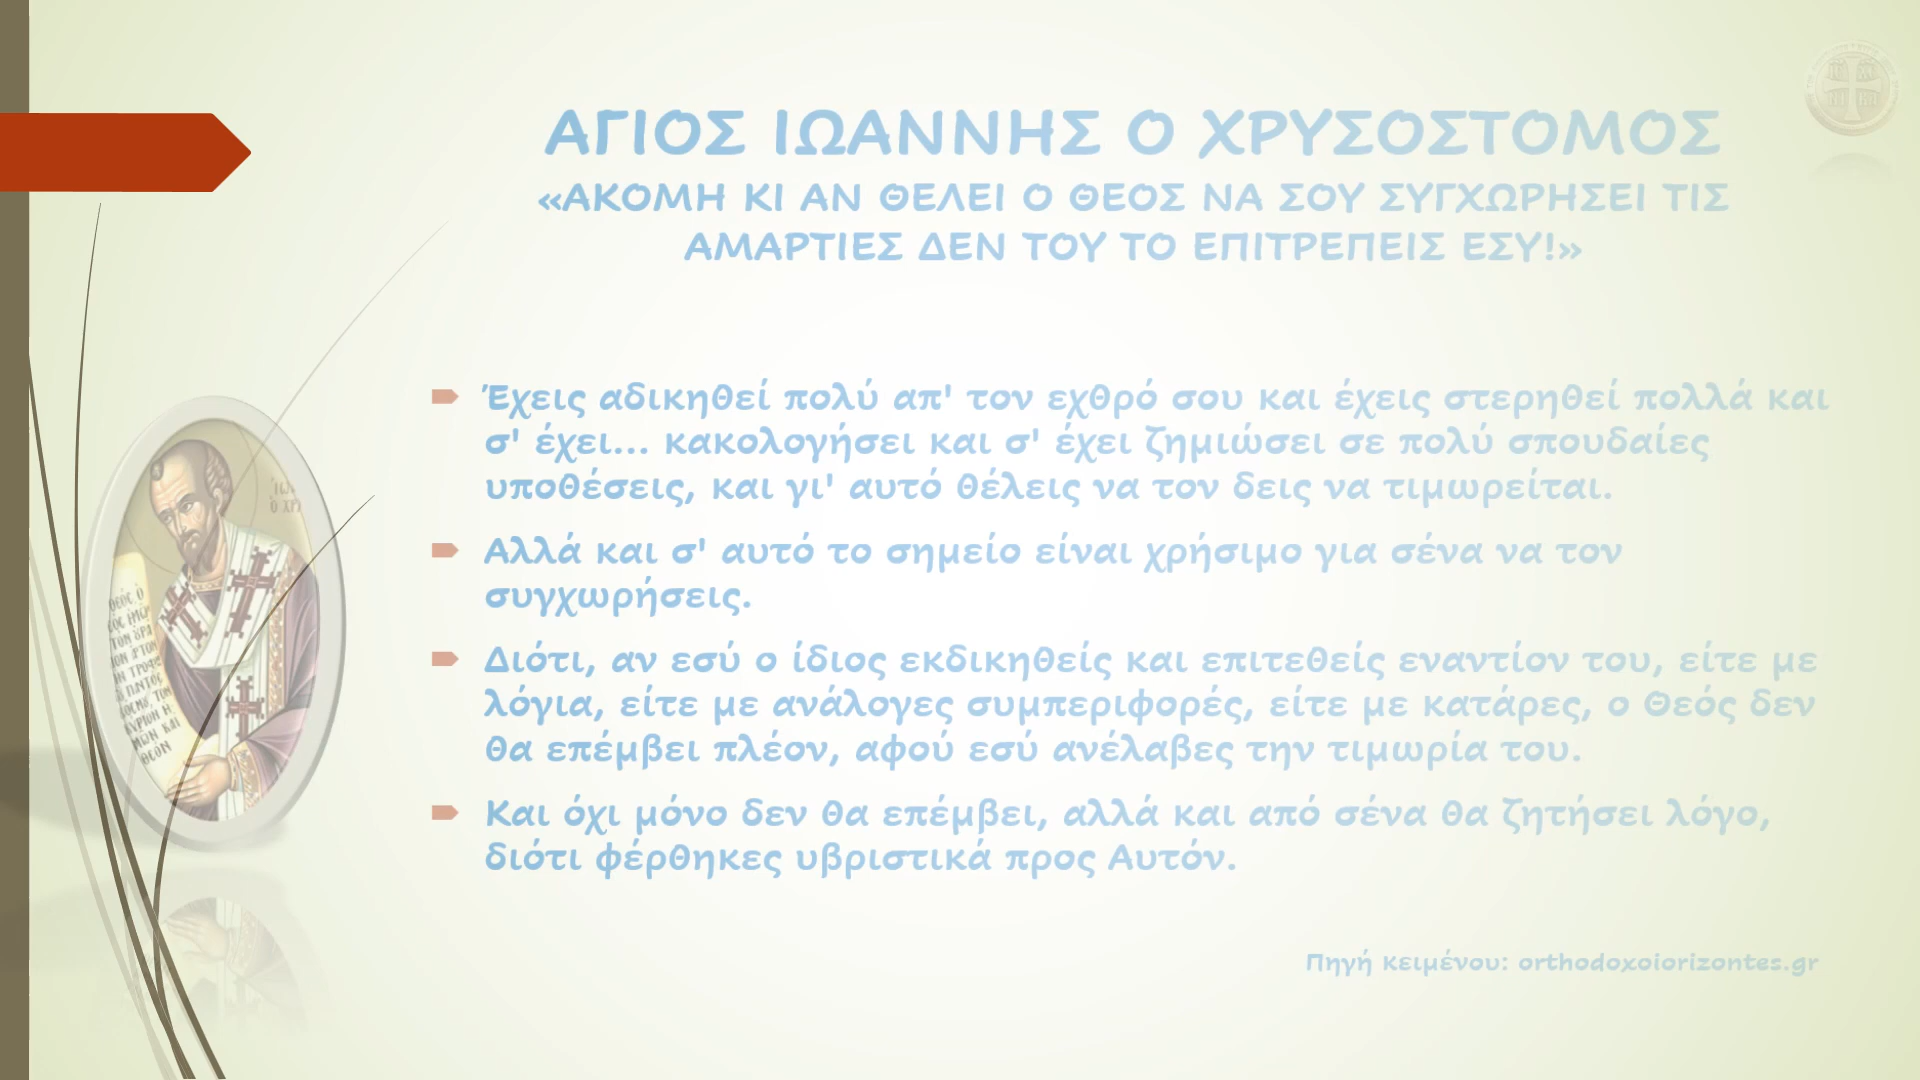 ΑΓΙΟΣ ΙΩΑΝΝΗΣ Ο ΧΡΥΣΟΣΤΟΜΟΣ
«ΑΚΟΜΗ ΚΙ ΑΝ ΘΕΛΕΙ Ο ΘΕΟΣ ΝΑ ΣΟΥ ΣΥΓΧΩΡΗΣΕΙ ΤΙΣ
ΑΜΑΡΤΙΕΣ ΔΕΝ ΤΟΥ ΤΟ ΕΠΙΤΡΕΠΕΙΣ ΕΣΥ!»
Έχεις αδικηθεί πολύ απ' τον εχθρό σου και έχεις στερηθεί πολλά και
σ' έχει... κακολογήσει και σ' έχει ζημιώσει σε πολύ σπουδαίες
υποθέσεις, και γι' αυτό θέλεις να τον δεις να τιμωρείται.
Αλλά και σ' αυτό το σημείο είναι χρήσιμο για σένα να τον
συγχωρήσεις.
Διότι, αν εσύ ο ίδιος εκδικηθείς και επιτεθείς εναντίον του, είτε με
λόγια, είτε με ανάλογες συμπεριφορές, είτε με κατάρες, ο Θεός δεν
θα επέμβει πλέον, αφού εσύ ανέλαβες την τιμωρία του.
Και όχι μόνο δεν θα επέμβει, αλλά και από σένα θα ζητήσει λόγο,
διότι φέρθηκες υβριστικά προς Αυτόν.
Πηγή κειμένου: orthodoxoiorizontes.gr